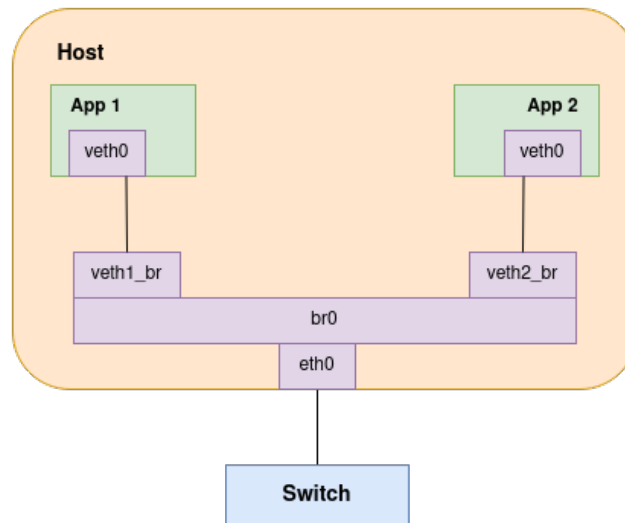 Host
App 1
App 2
veth0
veth0
veth1_br
veth2_br
br0
eth0
Switch